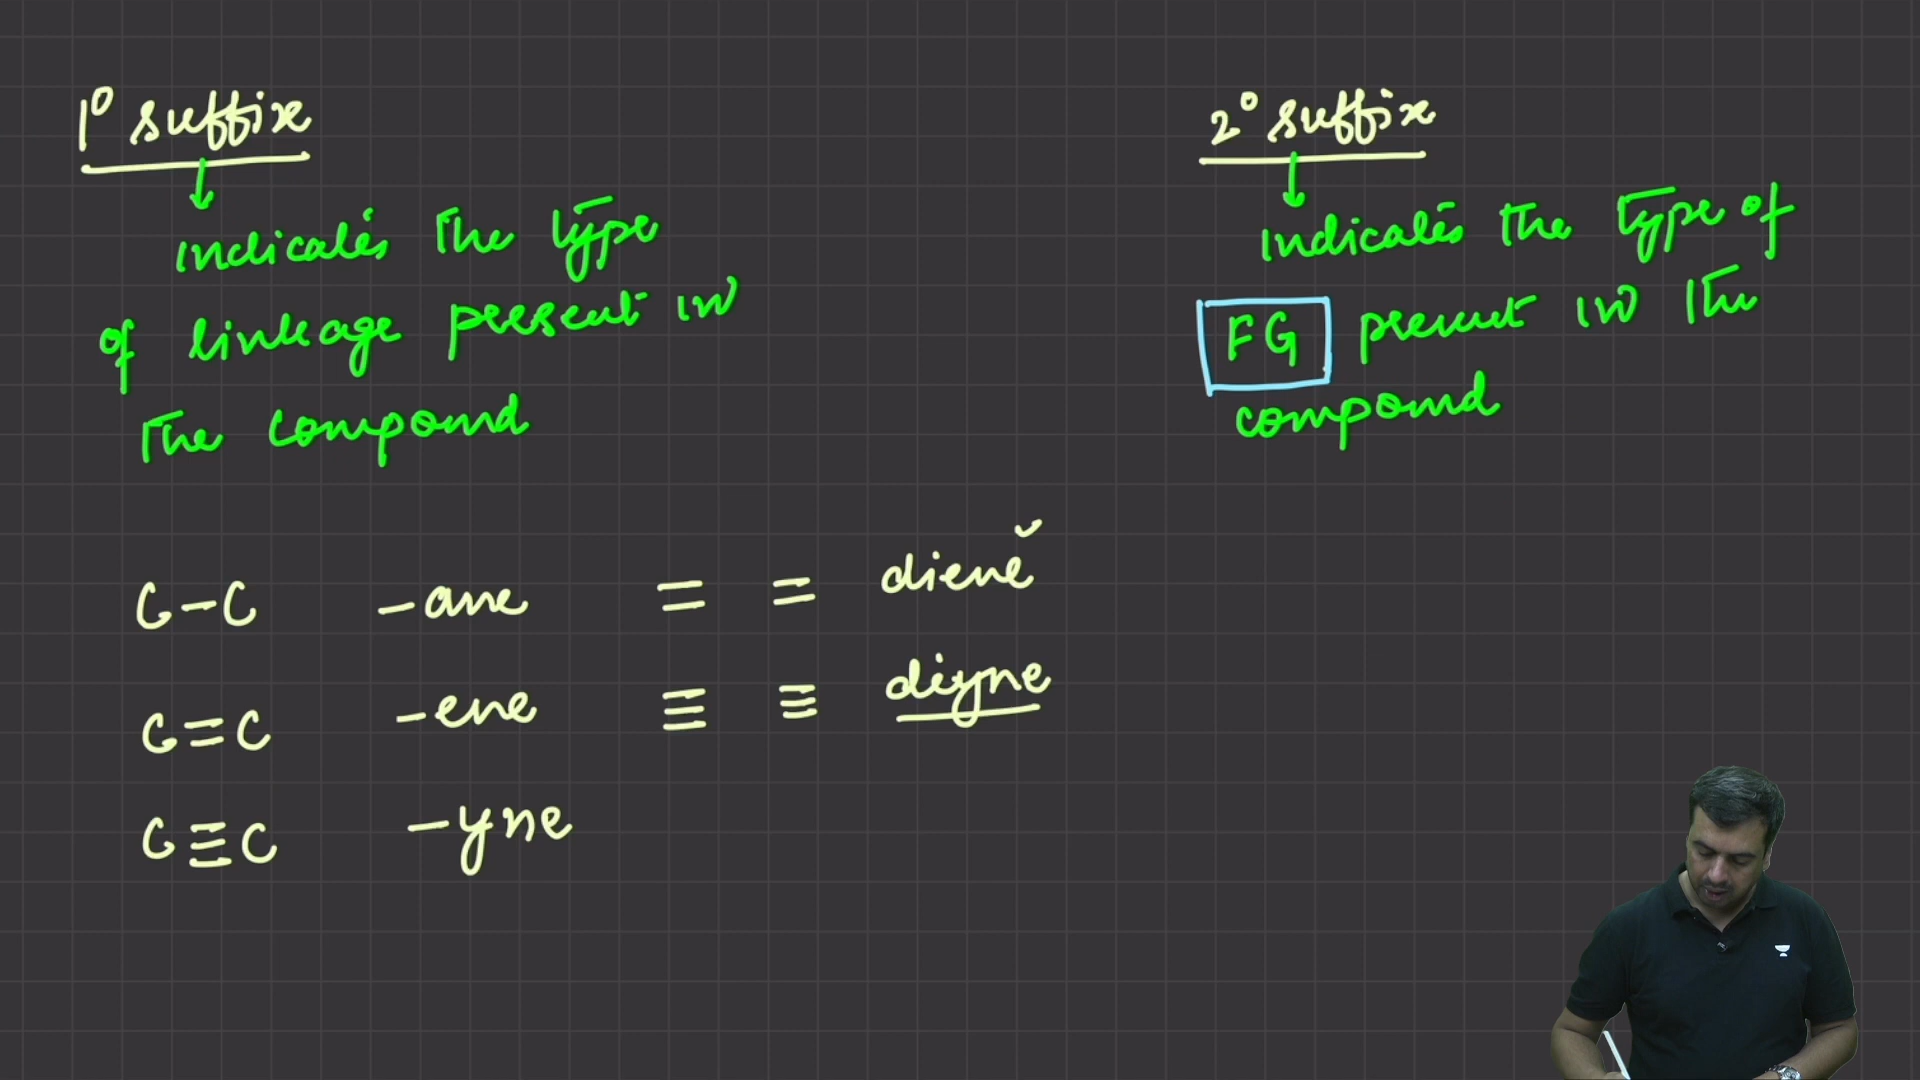 1° suffix
indicates the type
of linkage present in
the compound
2° suffix
indicates the type of
FG present in the
compound
C-C -ane = = diene
C=C -ene ≡ ≡ diyne
C≡C -yne